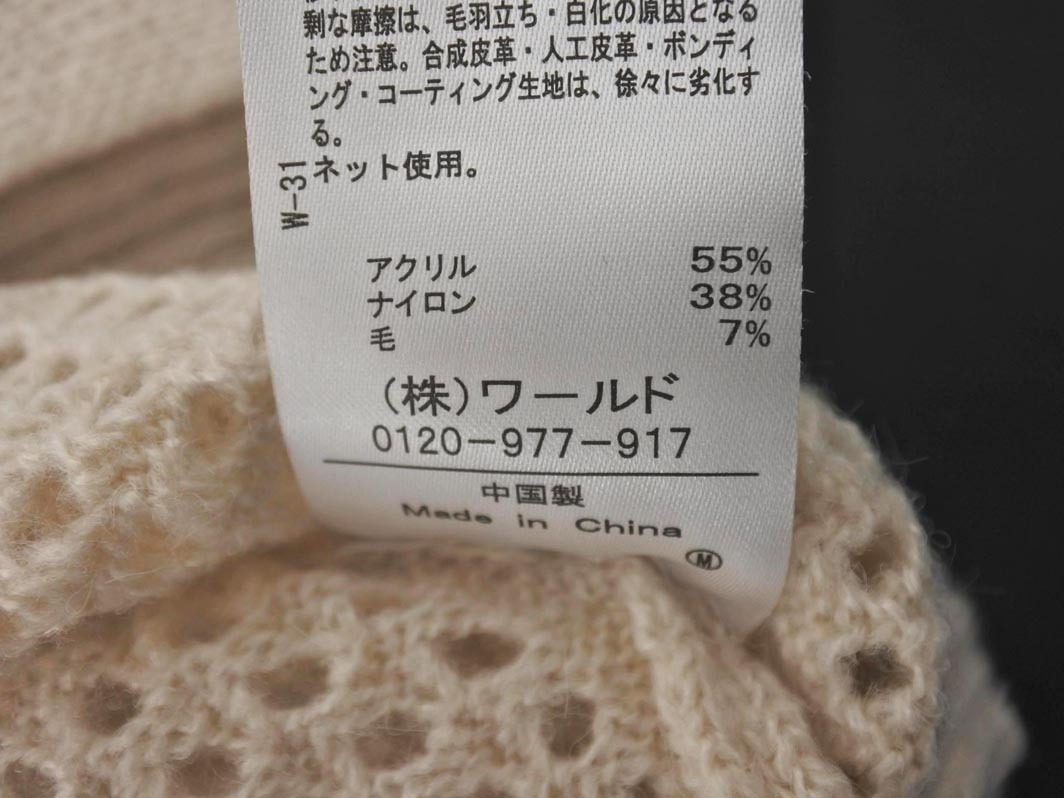 剰な摩擦は、毛羽立ち・白化の原因となる
ため注意。合成皮革・人工皮革・ボンディ
ング・コーティング生地は、徐々に劣化す
る。
ネット使用。
W-31
アクリル 55%
ナイロン 38%
毛 7%
(株)ワールド
0120-977-917
中国製
Made in China
Ⓜ